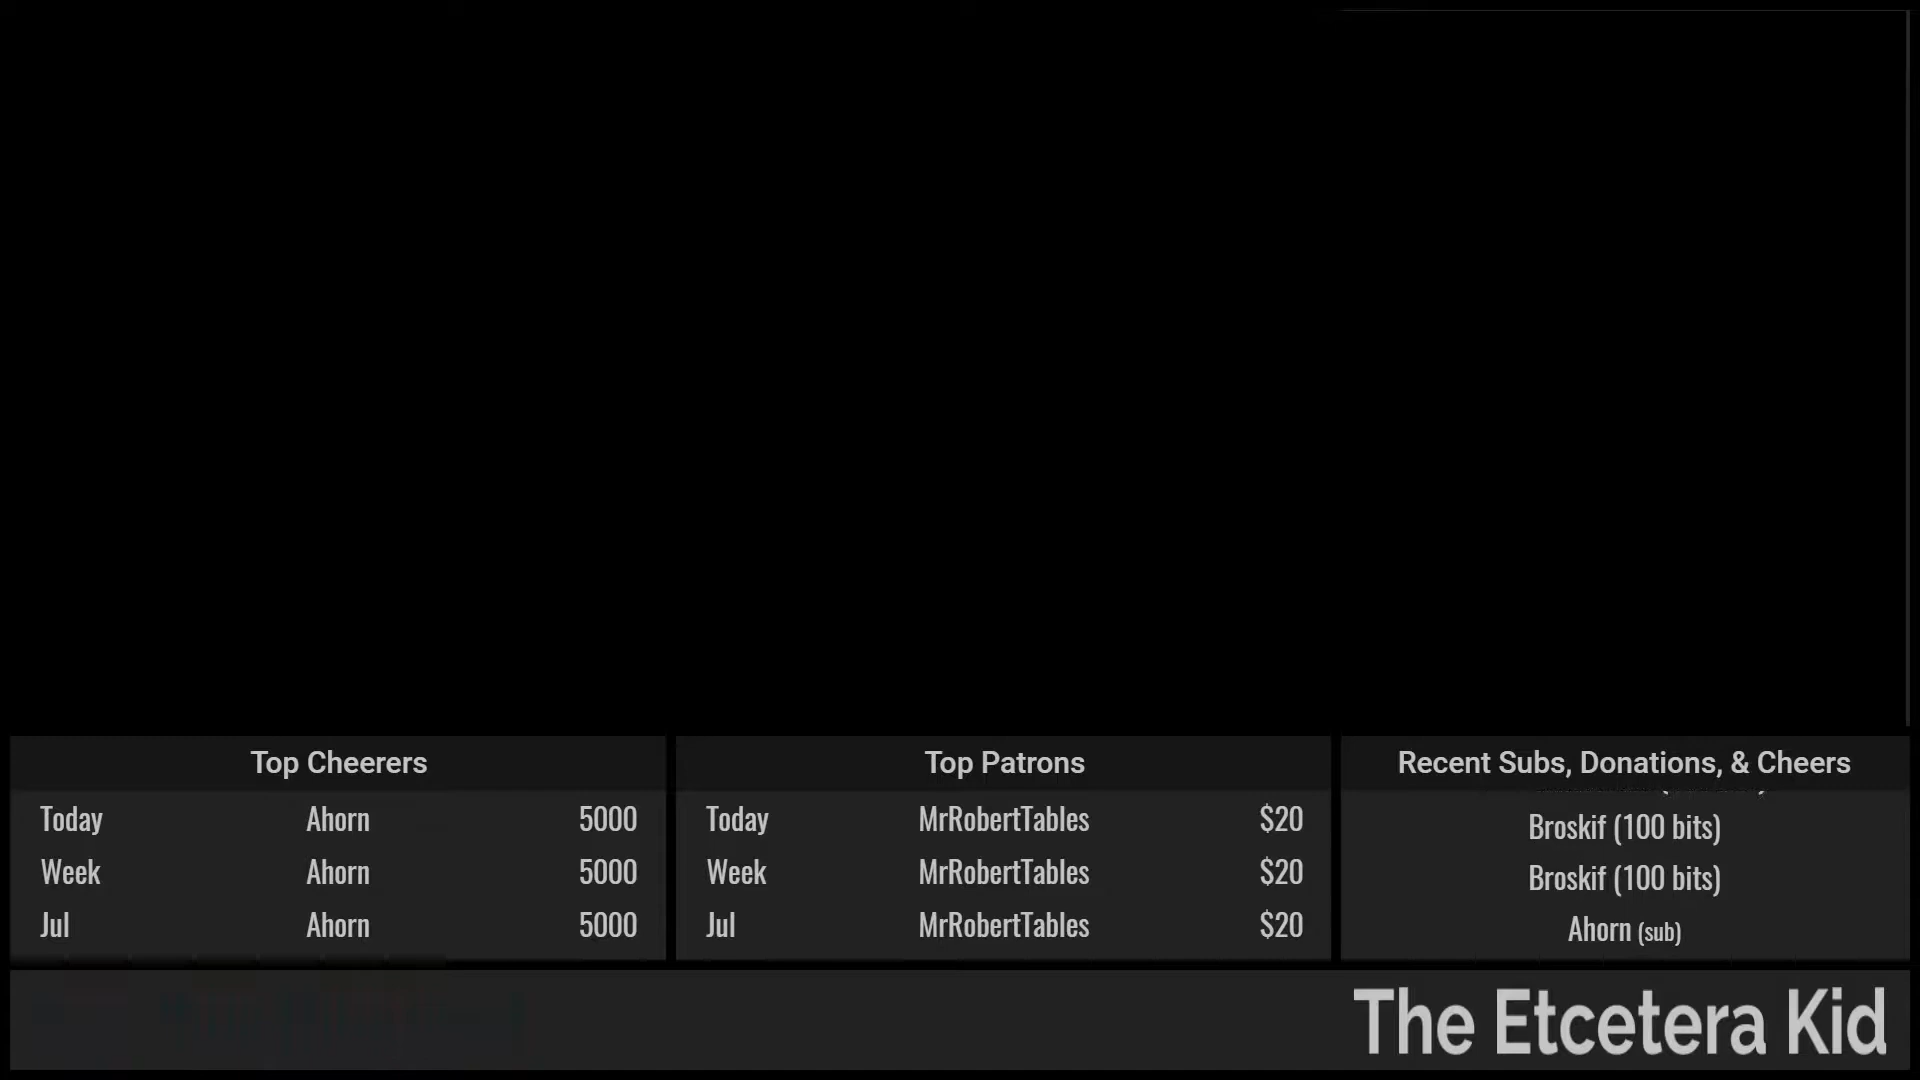 Top Cheerers
Today Ahorn 5000
Week Ahorn 5000
Jul Ahorn 5000
Top Patrons
Today MrRobertTables $20
Week MrRobertTables $20
Jul MrRobertTables $20
Recent Subs, Donations, & Cheers
Broskif (100 bits)
Broskif (100 bits)
Ahorn (sub)
The Etcetera Kid